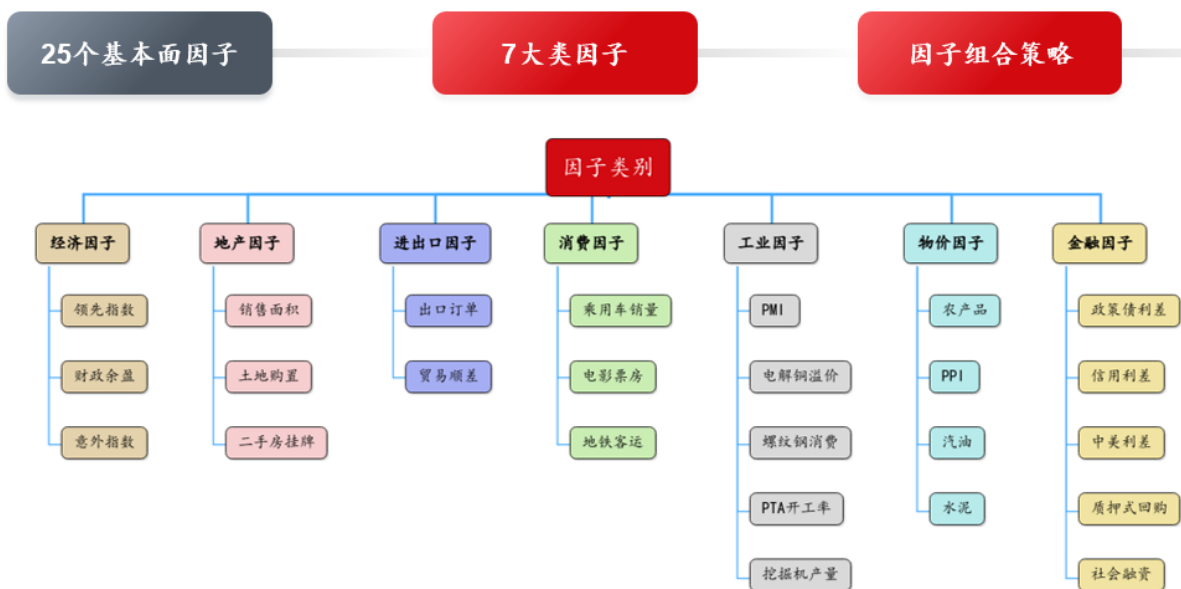 25个基本面因子
7大类因子
因子组合策略
因子类别
经济因子
领先指数
财政余盈
意外指数
地产因子
销售面积
土地购置
二手房挂牌
进出口因子
出口订单
贸易顺差
消费因子
乘用车销量
电影票房
地铁客运
工业因子
PMI
电解铜溢价
螺纹钢消费
PTA开工率
挖掘机产量
物价因子
农产品
PPI
汽油
水泥
金融因子
政策债利差
信用利差
中美利差
质押式回购
社会融资